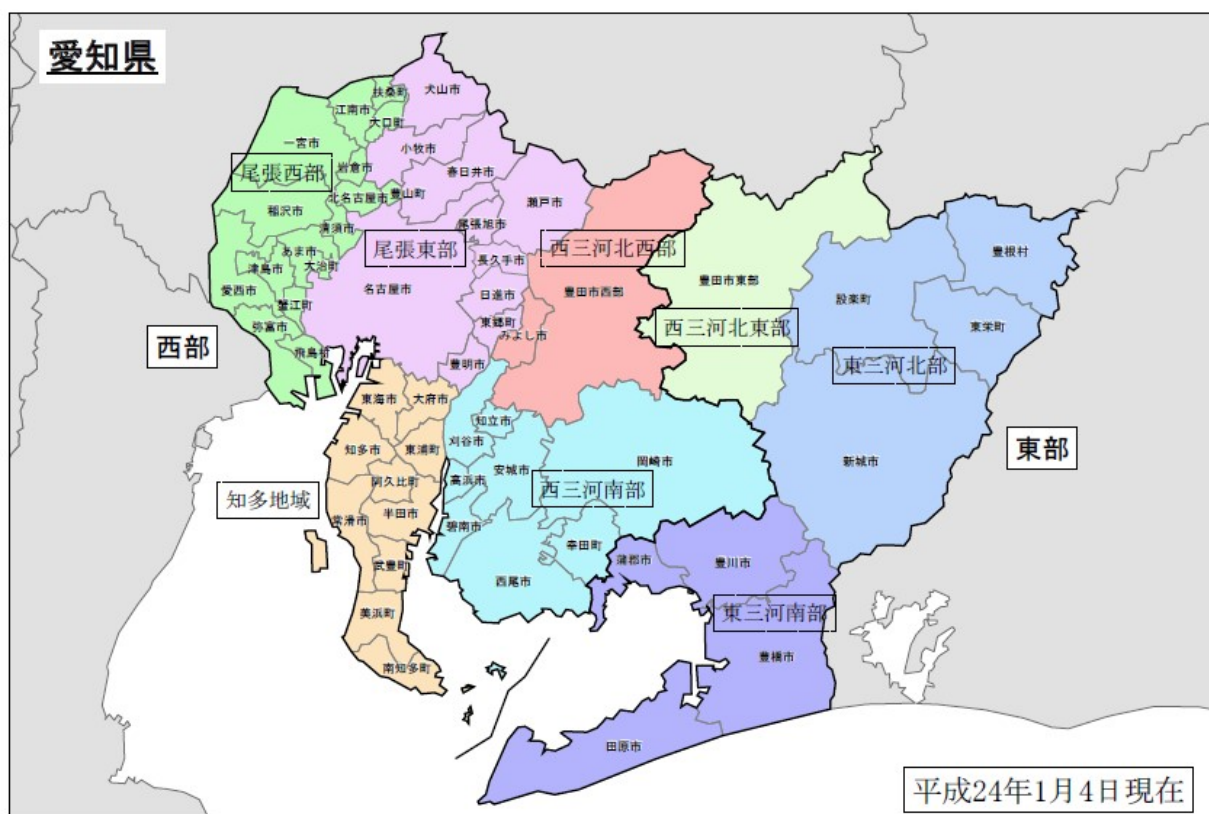 愛知県
扶桑町
犬山市
江南市
大口町
一宮市
小牧市
岩倉市
尾張西部
春日井市
北名古屋市
豊山町
瀬戸市
稲沢市
清須市
尾張旭市
あま市
尾張東部
西三河北西部
長久手市
津島市
大治町
豊田市東部
豊根村
愛西市
名古屋市
日進市
豊田市西部
設楽町
蟹江町
弥富市
東郷町
みよし市
西三河北東部
東栄町
西部
飛島村
豊明市
東三河北部
東海市
大府市
知立市
刈谷市
知多市
東浦町
東部
安城市
岡崎市
新城市
阿久比町
高浜市
西三河南部
知多地域
半田市
常滑市
碧南市
幸田町
武豊町
蒲郡市
豊川市
西尾市
美浜町
東三河南部
南知多町
豊橋市
田原市
平成24年1月4日現在